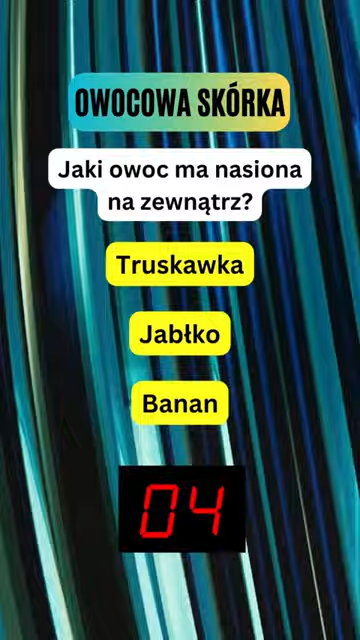 OWOCOWA SKÓRKA
Jaki owoc ma nasiona
na zewnątrz?
Truskawka
Jabłko
Banan
04